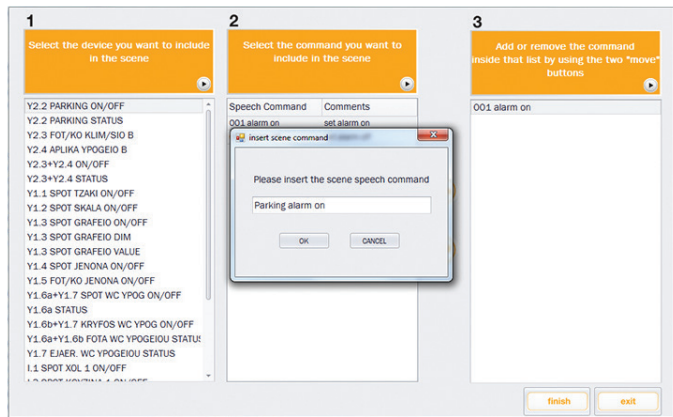 1
Select the device you want to include
in the scene
2
Select the command you want to
include in the scene
3
Add or remove the command
inside that list by using the two "move"
buttons
Y2.2 PARKING ON/OFF
Y2.2 PARKING STATUS
Y2.3 FOT/KO KLIM/SIO B
Y2.4 APLIKA YPOGEIO B
Y2.3+Y2.4 ON/OFF
Y2.3+Y2.4 STATUS
Y1.1 SPOT TZAKI ON/OFF
Y1.2 SPOT SKALA ON/OFF
Y1.3 SPOT GRAFEIO ON/OFF
Y1.3 SPOT GRAFEIO DIM
Y1.3 SPOT GRAFEIO VALUE
Y1.4 SPOT JENONA ON/OFF
Y1.5 FOT/KO JENONA ON/OFF
Y1.6a+Y1.7 SPOT WC YPOG ON/OFF
Y1.6a STATUS
Y1.6b+Y1.7 KRYFOS WC YPOG ON/OFF
Y1.6a+Y1.6b FOTA WC YPOGEIOU STATUS
Y1.7 EJAER. WC YPOGEIOU STATUS
I.1 SPOT XOL 1 ON/OFF
Speech Command Comments
001 alarm on set alarm on
insert scene command
Please insert the scene speech command
Parking alarm on
OK CANCEL
001 alarm on
finish exit